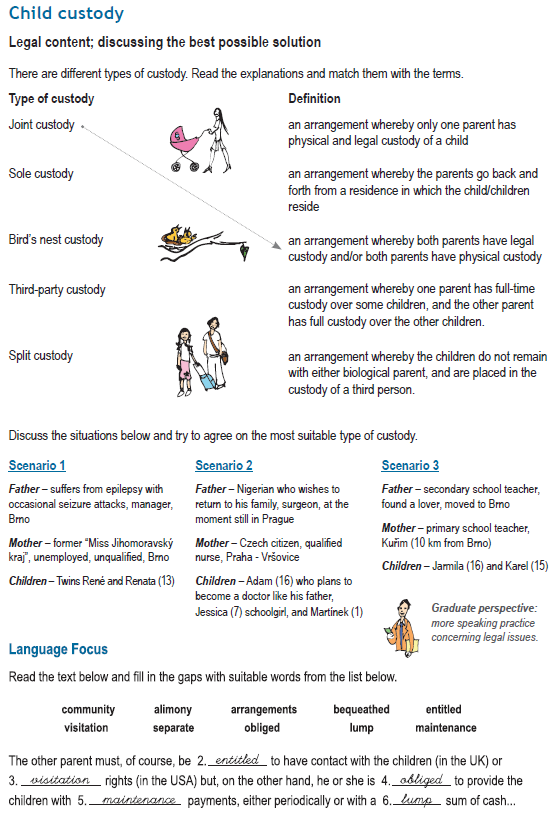 Child custody
Legal content; discussing the best possible solution
There are different types of custody. Read the explanations and match them with the terms.
Type of custody
Definition
Joint custody
an arrangement whereby only one parent has
physical and legal custody of a child
Sole custody
an arrangement whereby the parents go back and
forth from a residence in which the child/children
reside
Bird's nest custody
an arrangement whereby both parents have legal
custody and/or both parents have physical custody
Third-party custody
an arrangement whereby one parent has full-time
custody over some children, and the other parent
has full custody over the other children.
Split custody
an arrangement whereby the children do not remain
with either biological parent, and are placed in the
custody of a third person.
Discuss the situations below and try to agree on the most suitable type of custody.
Scenario 1
Father – suffers from epilepsy with
occasional seizure attacks, manager,
Brno
Mother – former “Miss Jihomoravský
kraj”, unemployed, unqualified, Brno
Children – Twins René and Renata (13)
Scenario 2
Father – Nigerian who wishes to
return to his family, surgeon, at the
moment still in Prague
Mother – Czech citizen, qualified
nurse, Praha - Vršovice
Children – Adam (16) who plans to
become a doctor like his father,
Jessica (7) schoolgirl, and Martínek (1)
Scenario 3
Father – secondary school teacher,
found a lover, moved to Brno
Mother – primary school teacher,
Kuřim (10 km from Brno)
Children – Jarmila (16) and Karel (15)
Graduate perspective:
more speaking practice
concerning legal issues.
Language Focus
Read the text below and fill in the gaps with suitable words from the list below.
community alimony arrangements bequeathed entitled
visitation separate obliged lump maintenance
The other parent must, of course, be 2. entitled to have contact with the children (in the UK) or
3. visitation rights (in the USA) but, on the other hand, he or she is 4. obliged to provide the
children with 5. maintenance payments, either periodically or with a 6. lump sum of cash...